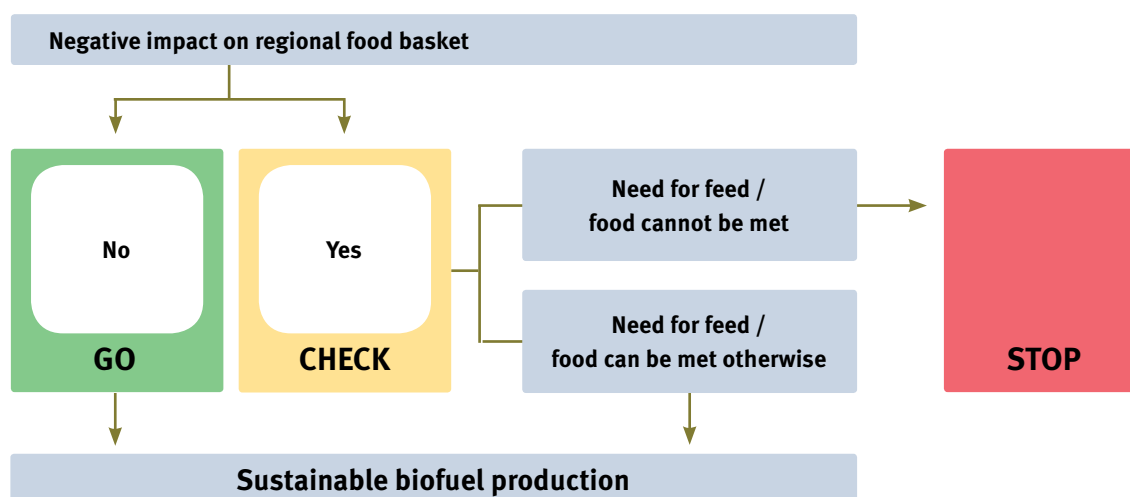 Negative impact on regional food basket
No
GO
Yes
CHECK
Need for feed /
food cannot be met
Need for feed /
food can be met otherwise
STOP
Sustainable biofuel production